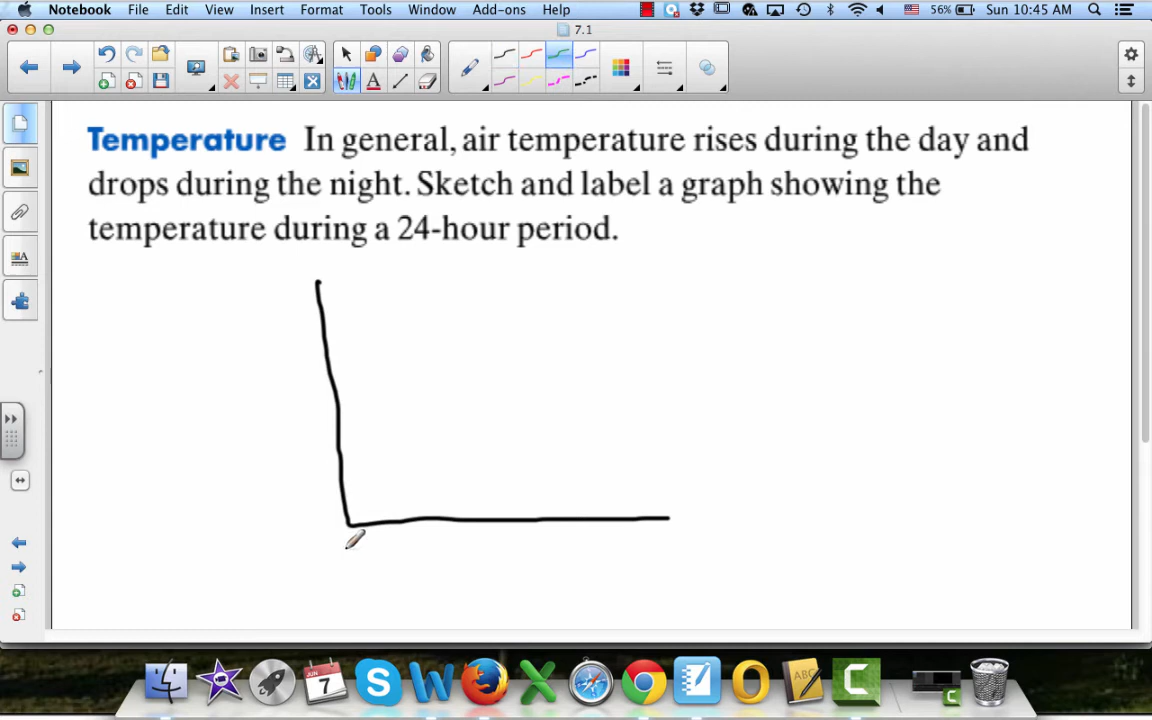 Notebook File Edit View Insert Format Tools Window Add-ons Help 56% Sun 10:45 AM
7.1
Temperature In general, air temperature rises during the day and
drops during the night. Sketch and label a graph showing the
temperature during a 24-hour period.
JUN
7